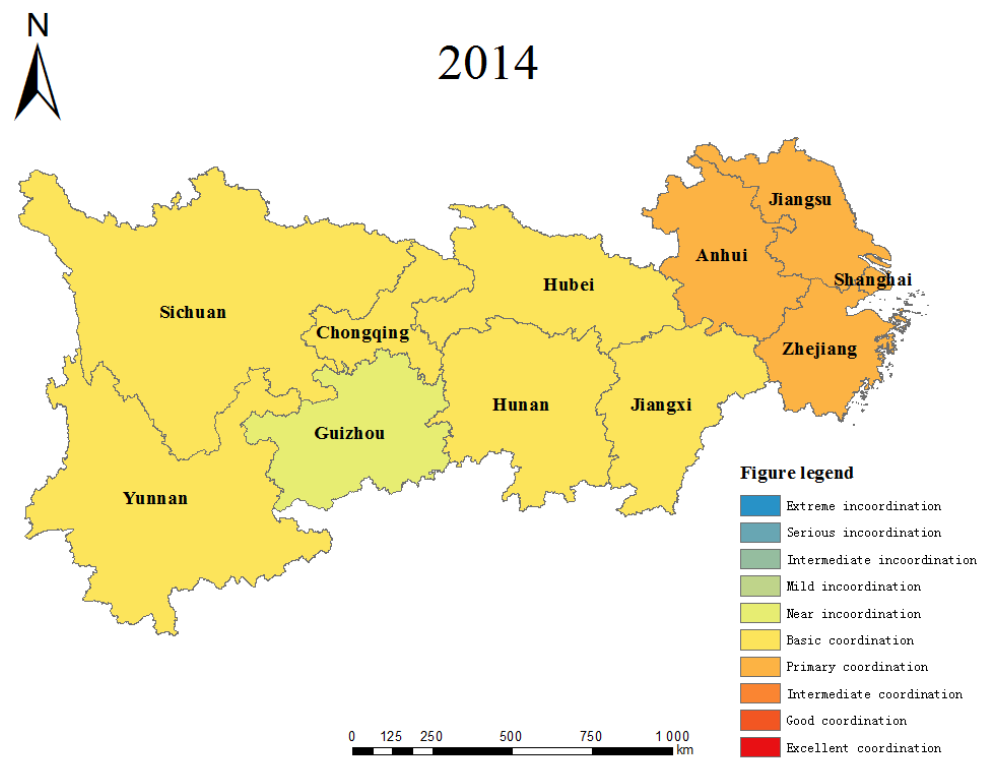 N
2014
Jiangsu
Anhui
Shanghai
Hubei
Sichuan
Chongqing
Zhejiang
Hunan
Jiangxi
Guizhou
Yunnan
Figure legend
Extreme incoordination
Serious incoordination
Intermediate incoordination
Mild incoordination
Near incoordination
Basic coordination
Primary coordination
Intermediate coordination
Good coordination
Excellent coordination
0 125 250 500 750 1 000
km